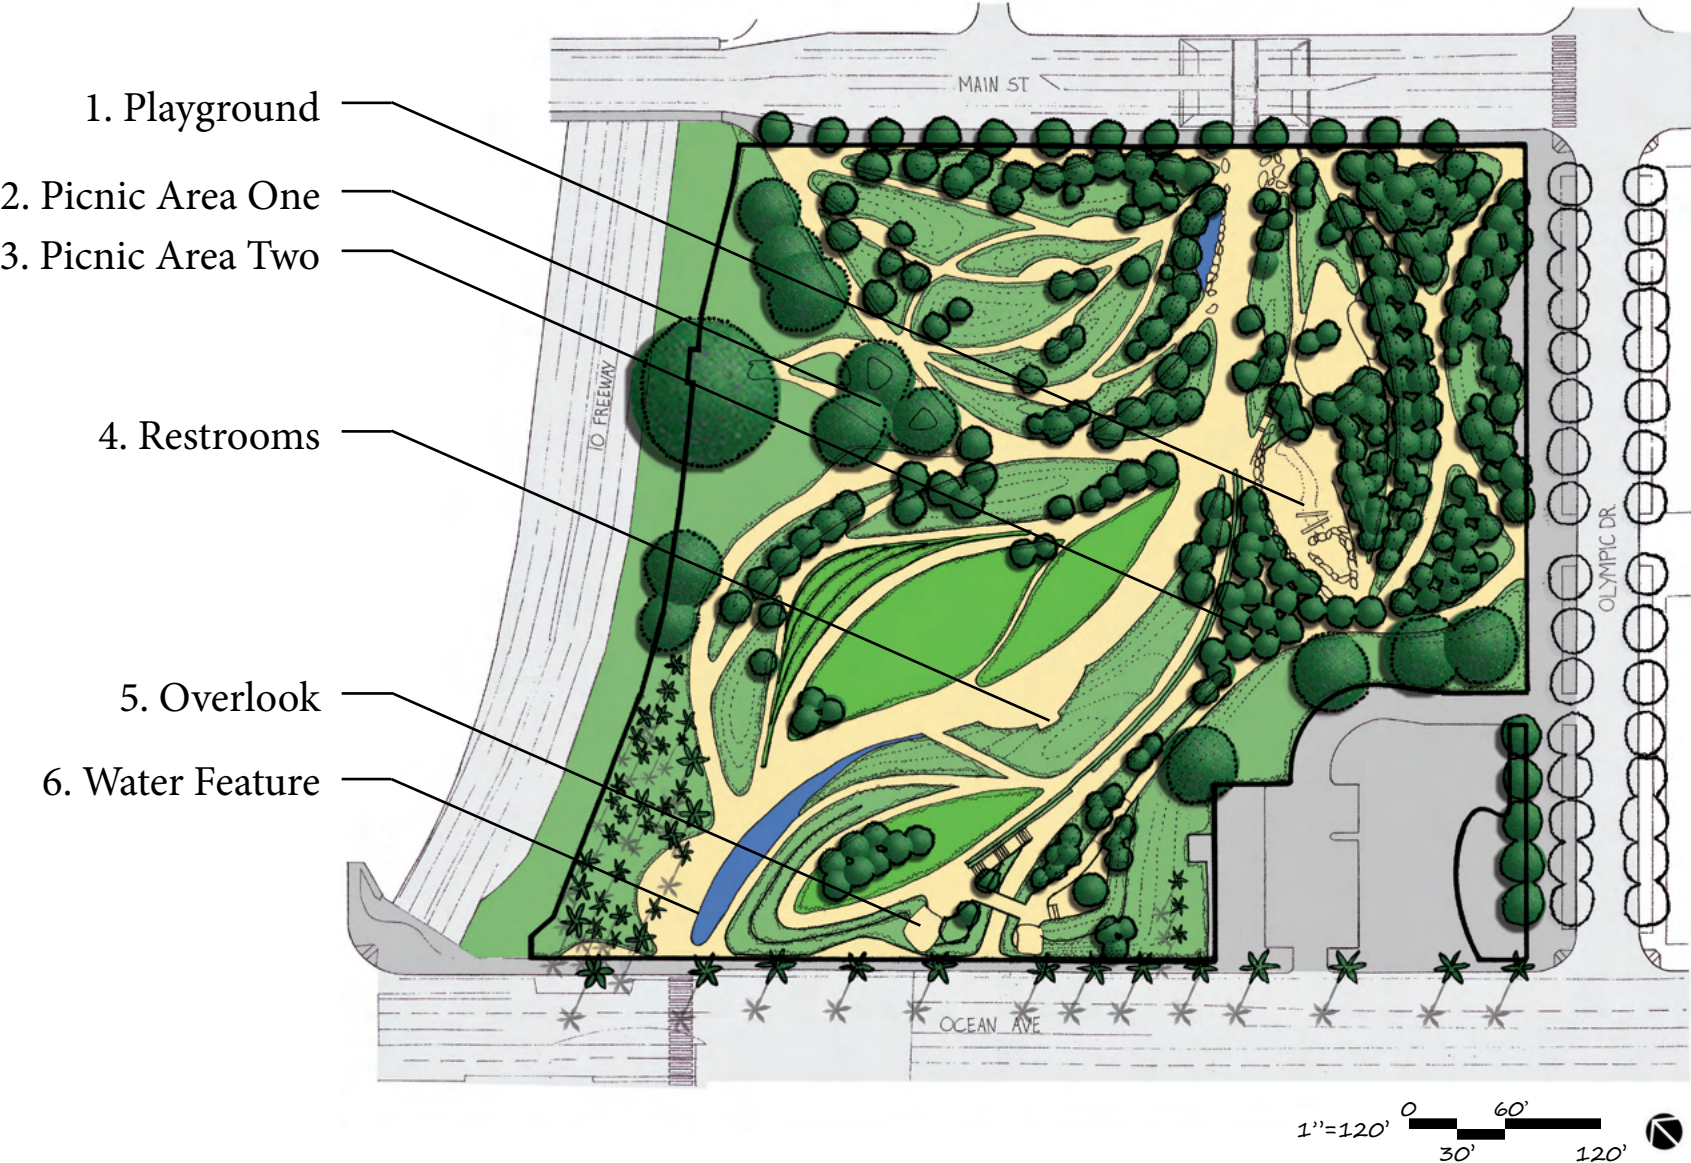 MAIN ST
1. Playground
2. Picnic Area One
3. Picnic Area Two
10 FREEWAY
4. Restrooms
OLYMPIC DR
5. Overlook
6. Water Feature
OCEAN AVE
0 60'
1"=120'
30' 120'